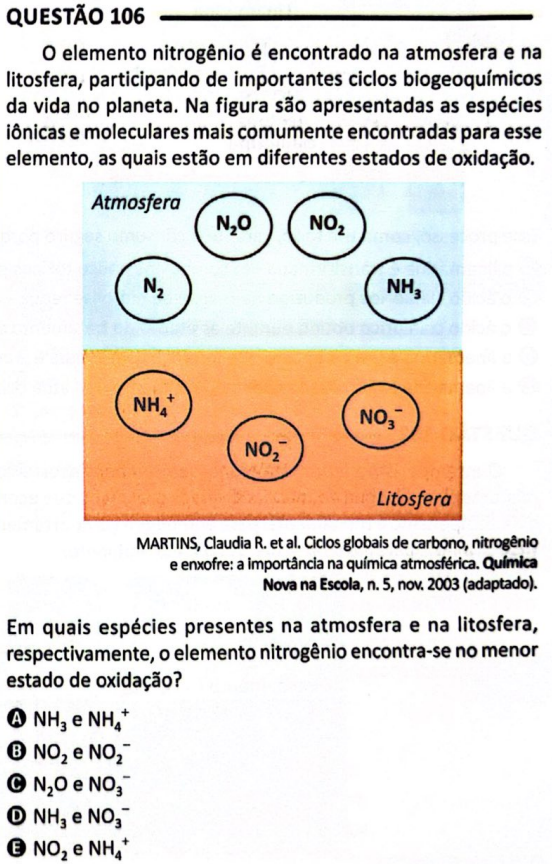 QUESTÃO 106
O elemento nitrogênio é encontrado na atmosfera e na
litosfera, participando de importantes ciclos biogeoquímicos
da vida no planeta. Na figura são apresentadas as espécies
iônicas e moleculares mais comumente encontradas para esse
elemento, as quais estão em diferentes estados de oxidação.
Atmosfera
N₂O
NO₂
N₂
NH₃
NH₄⁺
NO₂⁻
NO₃⁻
Litosfera
MARTINS, Claudia R. et al. Ciclos globais de carbono, nitrogênio
e enxofre: a importância na química atmosférica. Química
Nova na Escola, n. 5, nov. 2003 (adaptado).
Em quais espécies presentes na atmosfera e na litosfera,
respectivamente, o elemento nitrogênio encontra-se no menor
estado de oxidação?
A NH₃ e NH₄⁺
B NO₂ e NO₂⁻
C N₂O e NO₃⁻
D NH₃ e NO₃⁻
E NO₂ e NH₄⁺